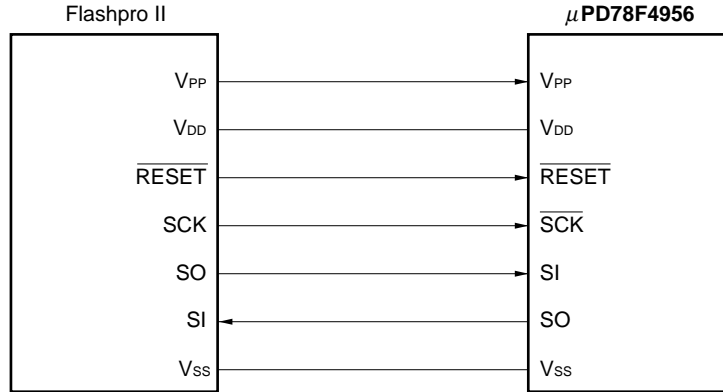 Flashpro II
μPD78F4956
VPP
VPP
VDD
VDD
RESET
RESET
SCK
SCK
SO
SI
SI
SO
VSS
VSS